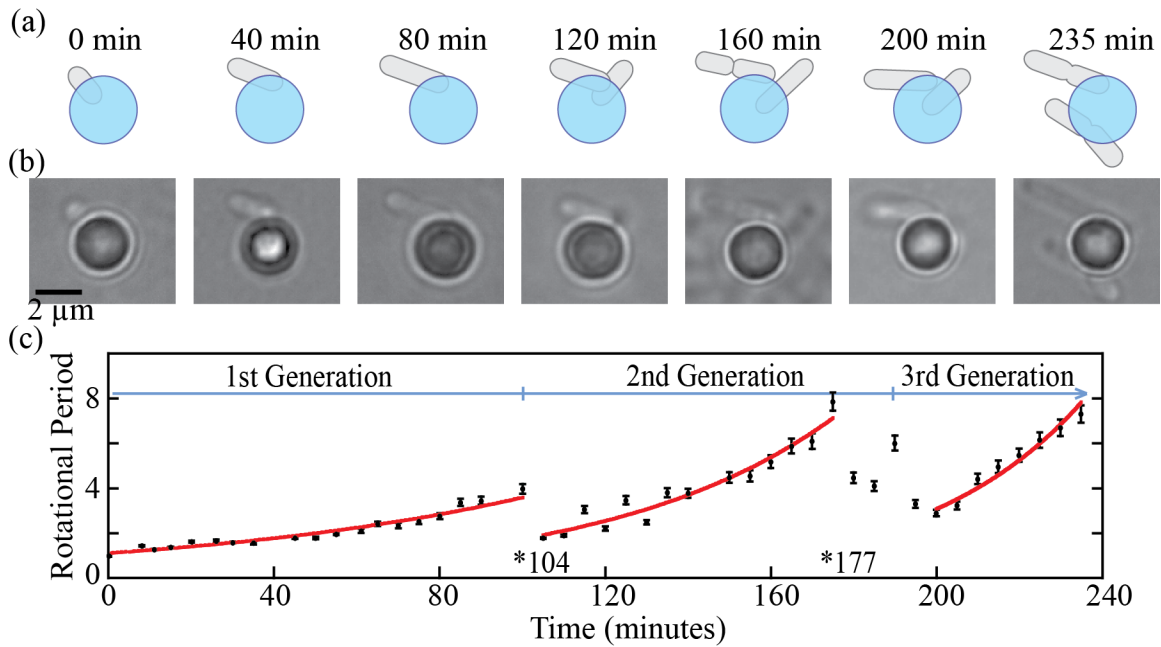 (a)
0 min 40 min 80 min 120 min 160 min 200 min 235 min
(b)
2 µm
(c)
1st Generation 2nd Generation 3rd Generation
Rotational Period
8
4
0
*104 *177
0 40 80 120 160 200 240
Time (minutes)